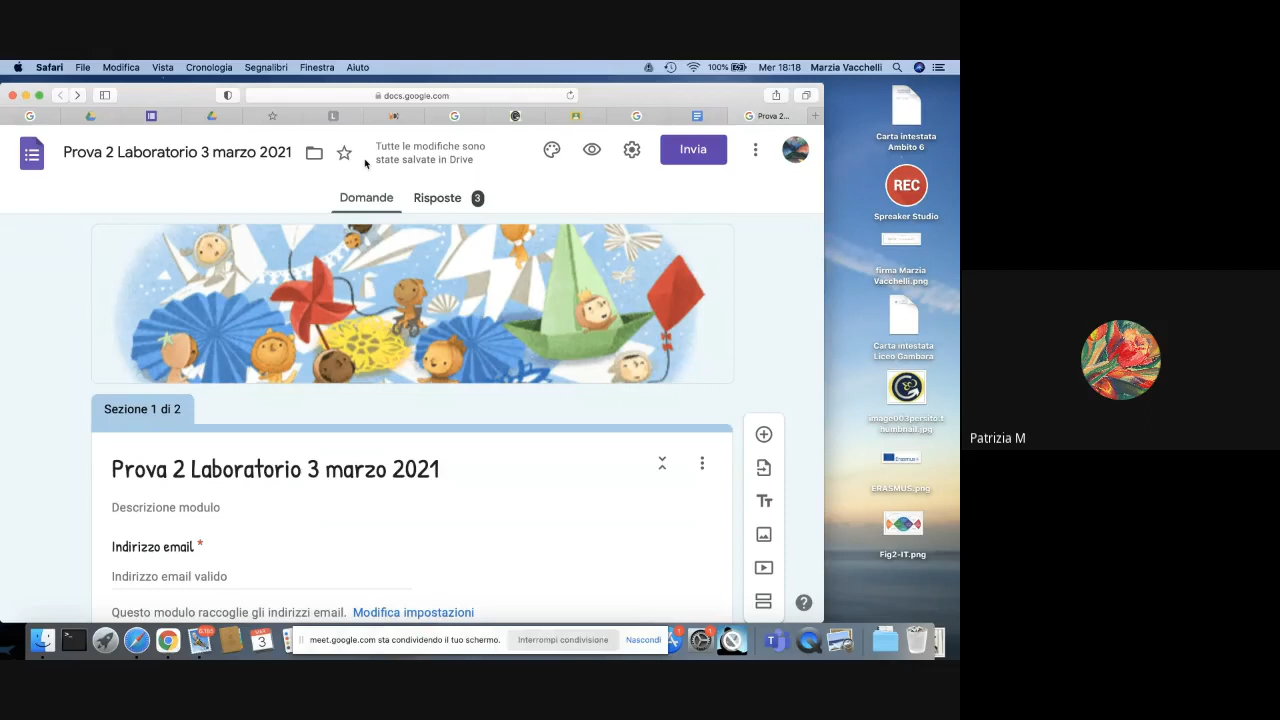 Safari File Modifica Vista Cronologia Segnalibri Finestra Aiuto 100% Mer 18:18 Marzia Vacchelli
docs.google.com
Prova 2...
Prova 2 Laboratorio 3 marzo 2021
Tutte le modifiche sono
state salvate in Drive
Invia
Domande Risposte 3
Sezione 1 di 2
Prova 2 Laboratorio 3 marzo 2021
Descrizione modulo
Indirizzo email *
Indirizzo email valido
Questo modulo raccoglie gli indirizzi email. Modifica impostazioni
meet.google.com sta condividendo il tuo schermo. Interrompi condivisione Nascondi
Carta intestata
Ambito 6
REC
Spreaker Studio
firma Marzia
Vacchelli.png
Carta intestata
Liceo Gambara
image003persito.t
humbnail.jpg
Erasmus+
ERASMUS.png
Fig2-IT.png
Patrizia M